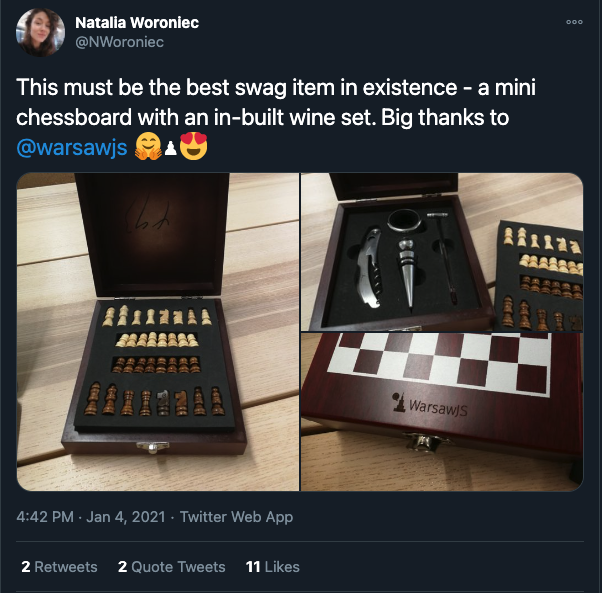 Natalia Woroniec
@NWoroniec
This must be the best swag item in existence - a mini
chessboard with an in-built wine set. Big thanks to
@warsawjs 🤗♟😍
WarsawJS
4:42 PM · Jan 4, 2021 · Twitter Web App
2 Retweets 2 Quote Tweets 11 Likes